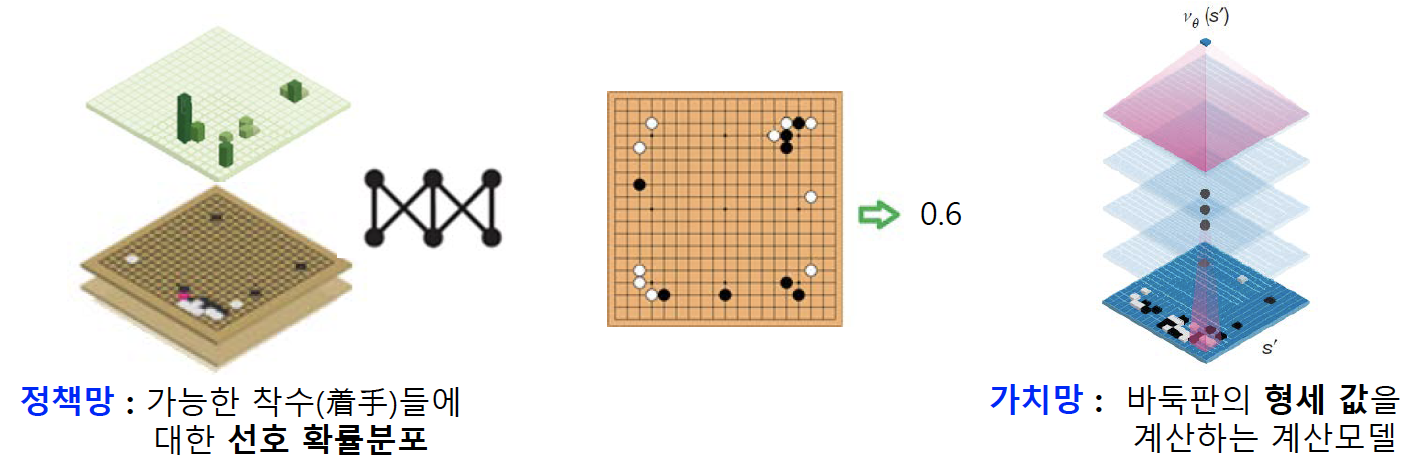 νθ (s′)
0.6
s′
정책망 : 가능한 착수(着手)들에
대한 선호 확률분포
가치망 : 바둑판의 형세 값을
계산하는 계산모델